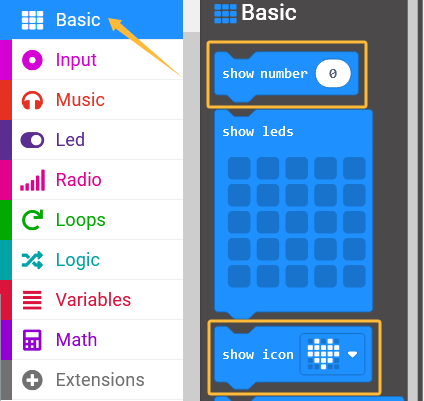 Basic
Input
Music
Led
Radio
Loops
Logic
Variables
Math
Extensions
Basic
show number 0
show leds
show icon